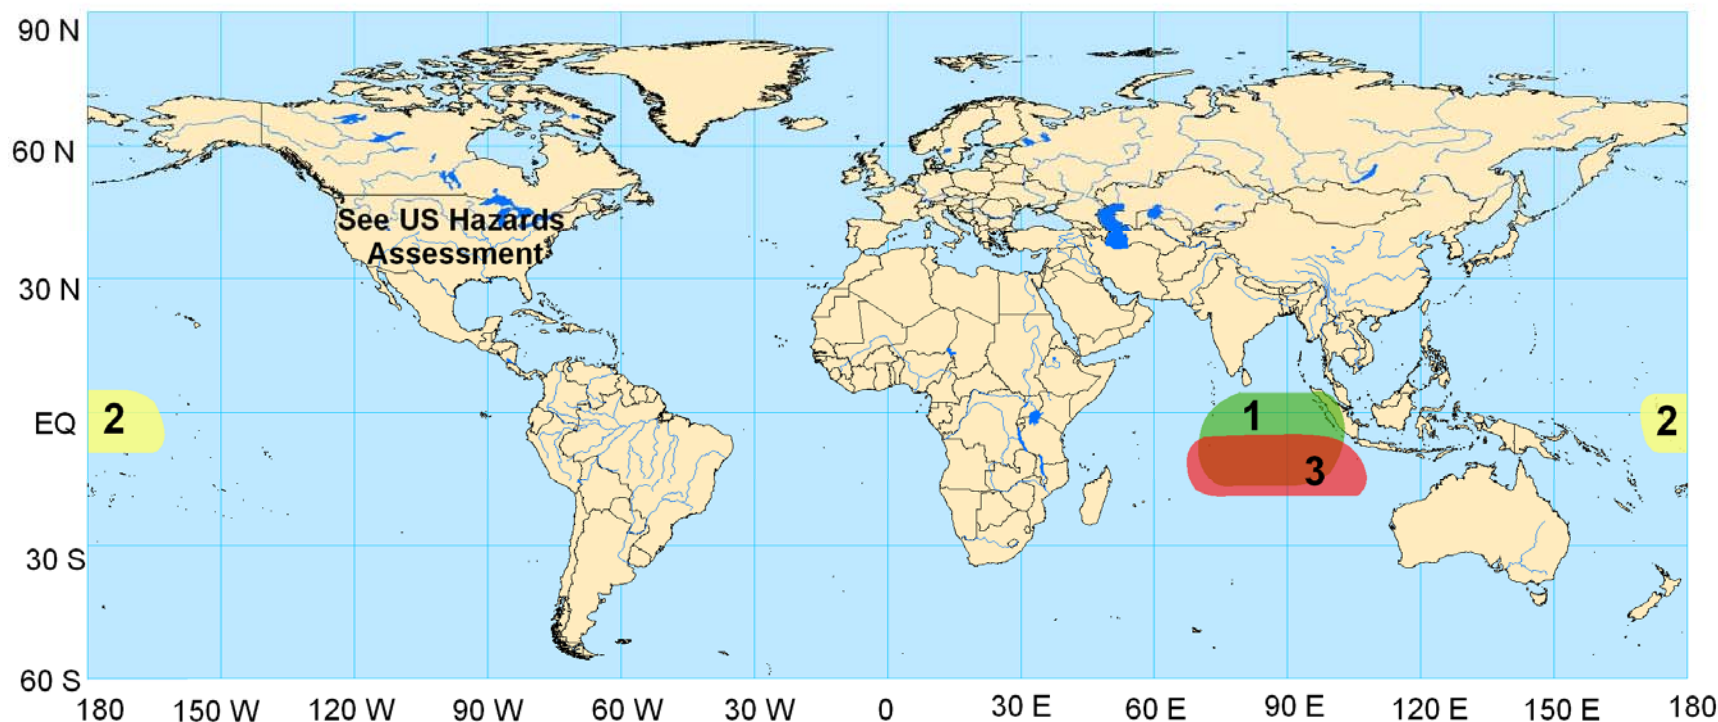 90 N
60 N
See US Hazards
Assessment
30 N
2
1
2
EQ
3
30 S
60 S
180
150 W
120 W
90 W
60 W
30 W
0
30 E
60 E
90 E
120 E
150 E
180